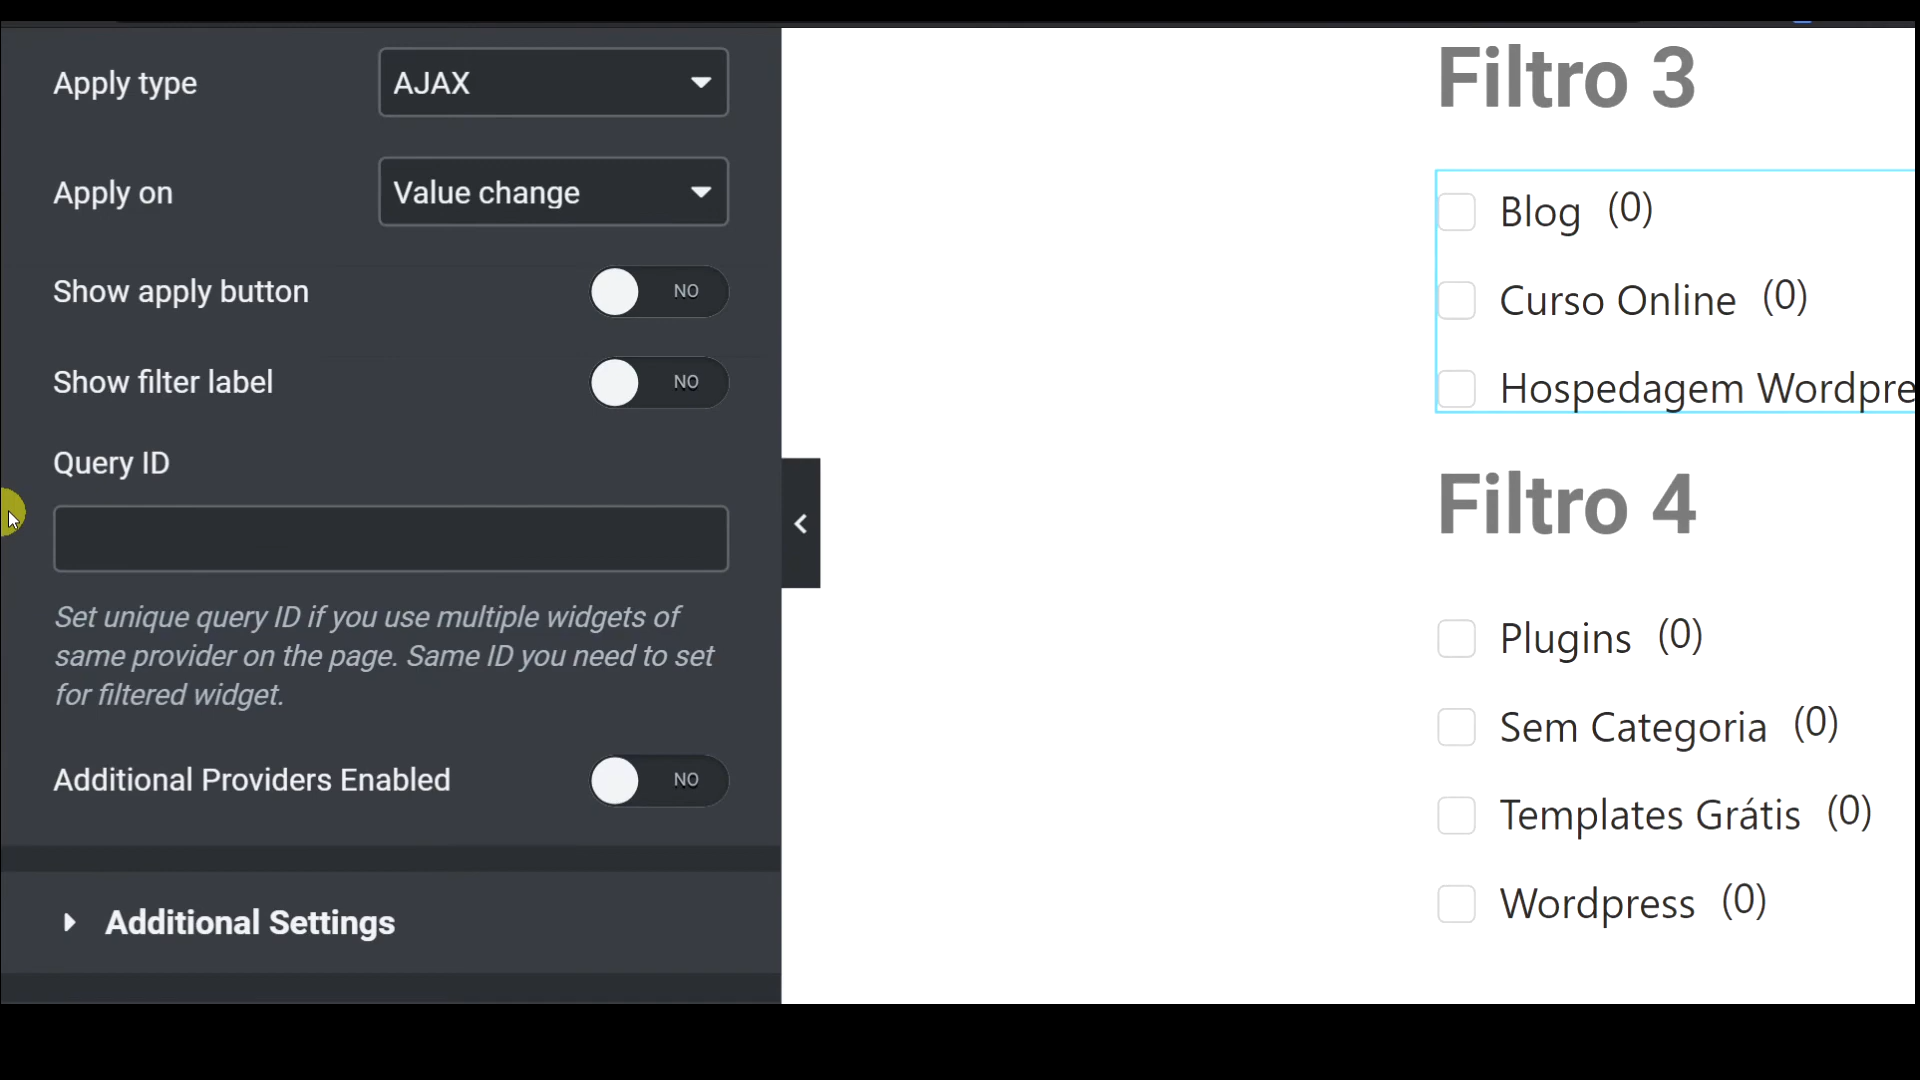 Apply type
AJAX
Apply on
Value change
Show apply button
NO
Show filter label
NO
Query ID
Set unique query ID if you use multiple widgets of
same provider on the page. Same ID you need to set
for filtered widget.
Additional Providers Enabled
NO
Additional Settings
Filtro 3
Blog (0)
Curso Online (0)
Hospedagem Wordpre
Filtro 4
Plugins (0)
Sem Categoria (0)
Templates Grátis (0)
Wordpress (0)